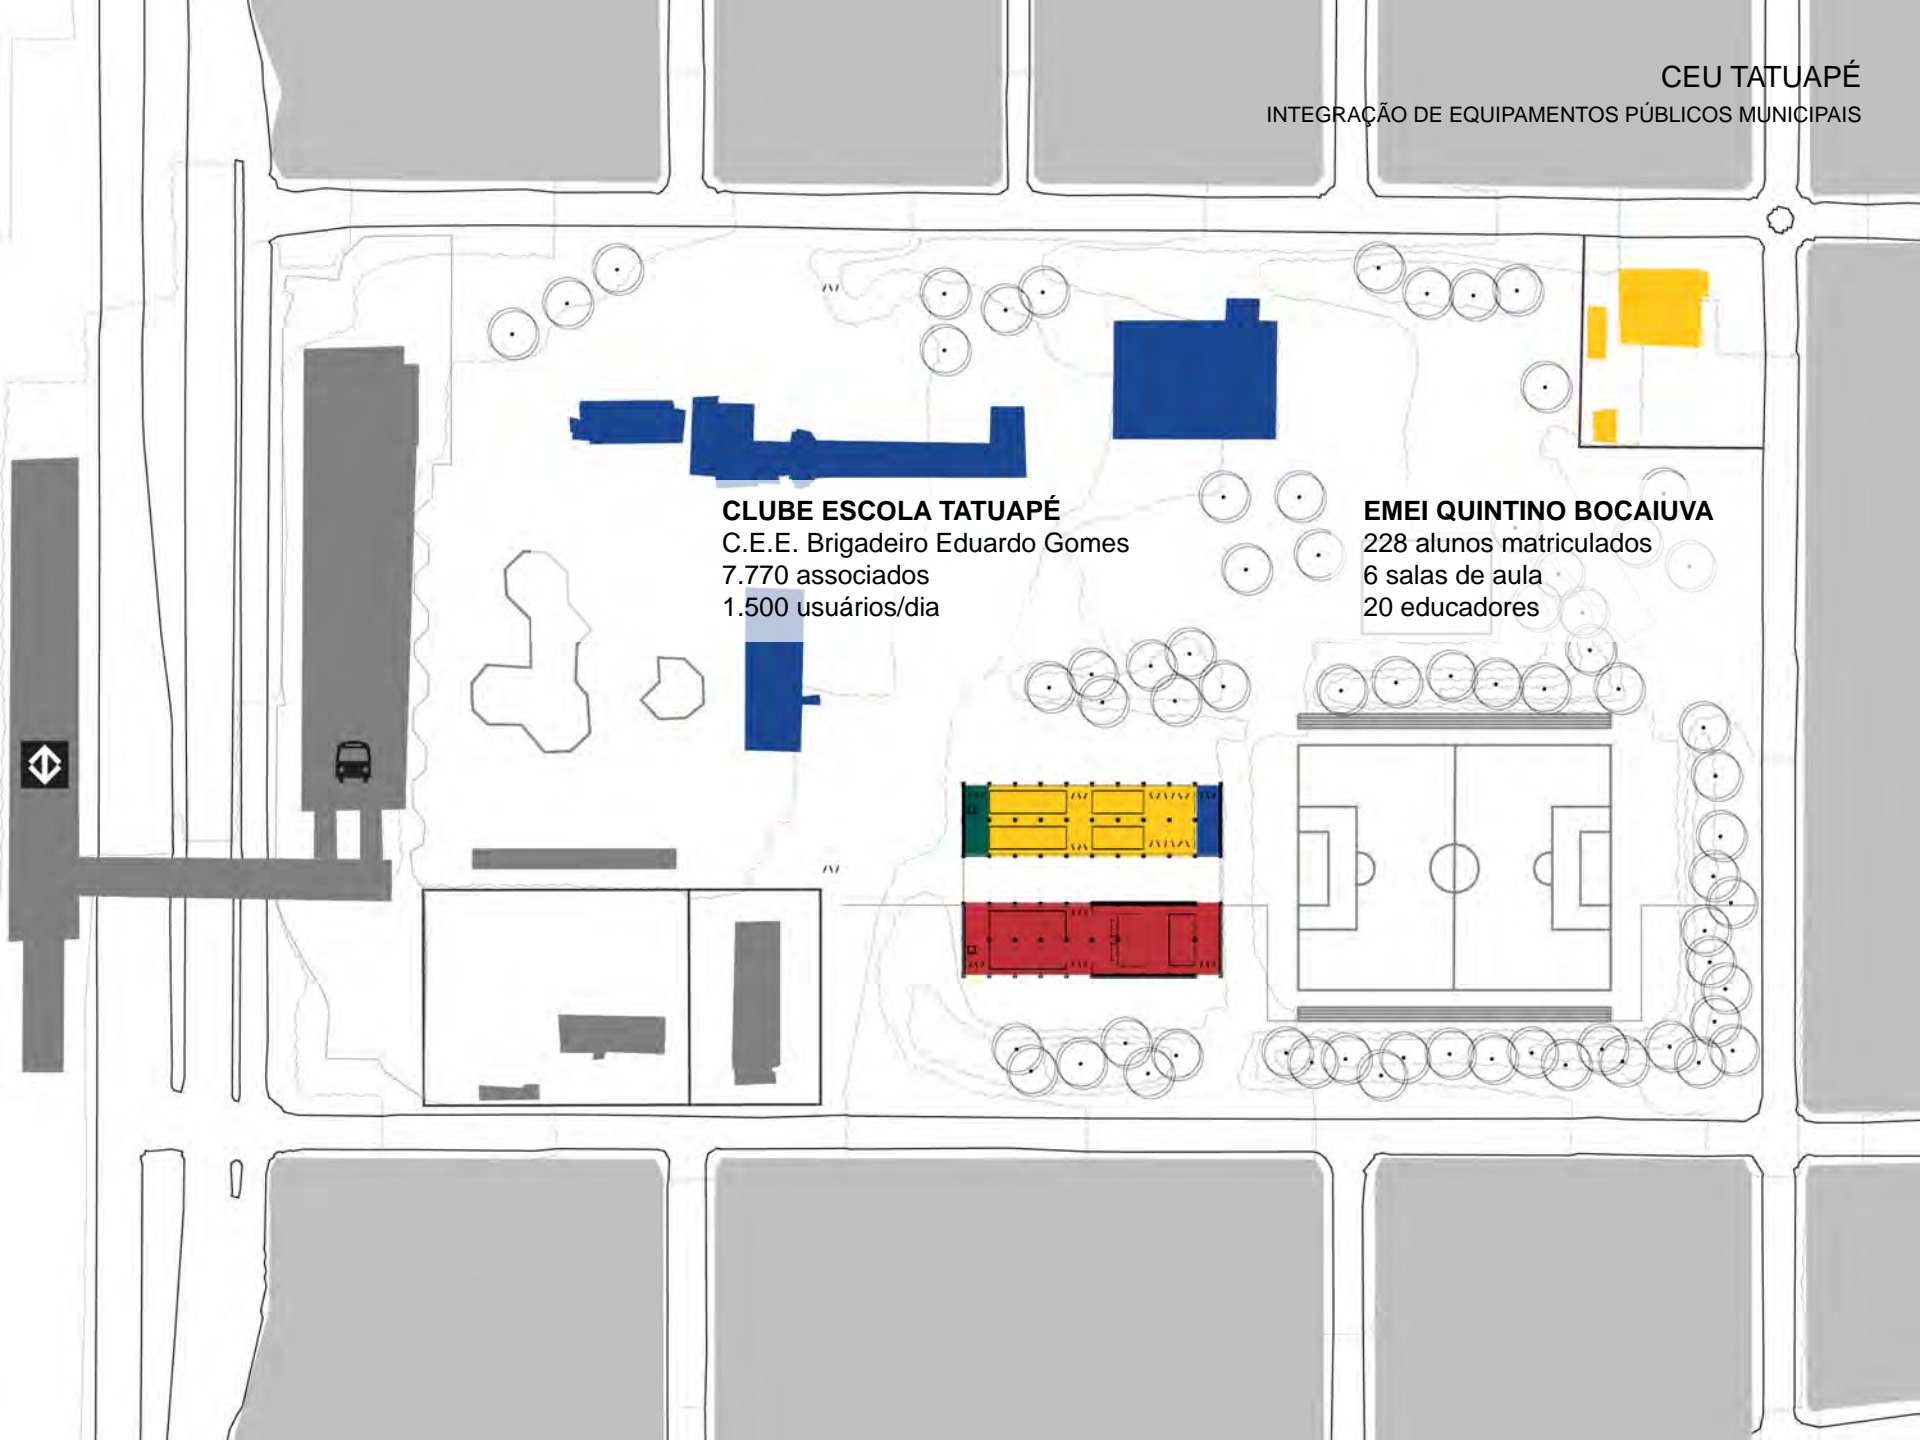 CEU TATUAPÉ
INTEGRAÇÃO DE EQUIPAMENTOS PÚBLICOS MUNICIPAIS
CLUBE ESCOLA TATUAPÉ
C.E.E. Brigadeiro Eduardo Gomes
7.770 associados
1.500 usuários/dia
EMEI QUINTINO BOCAIUVA
228 alunos matriculados
6 salas de aula
20 educadores